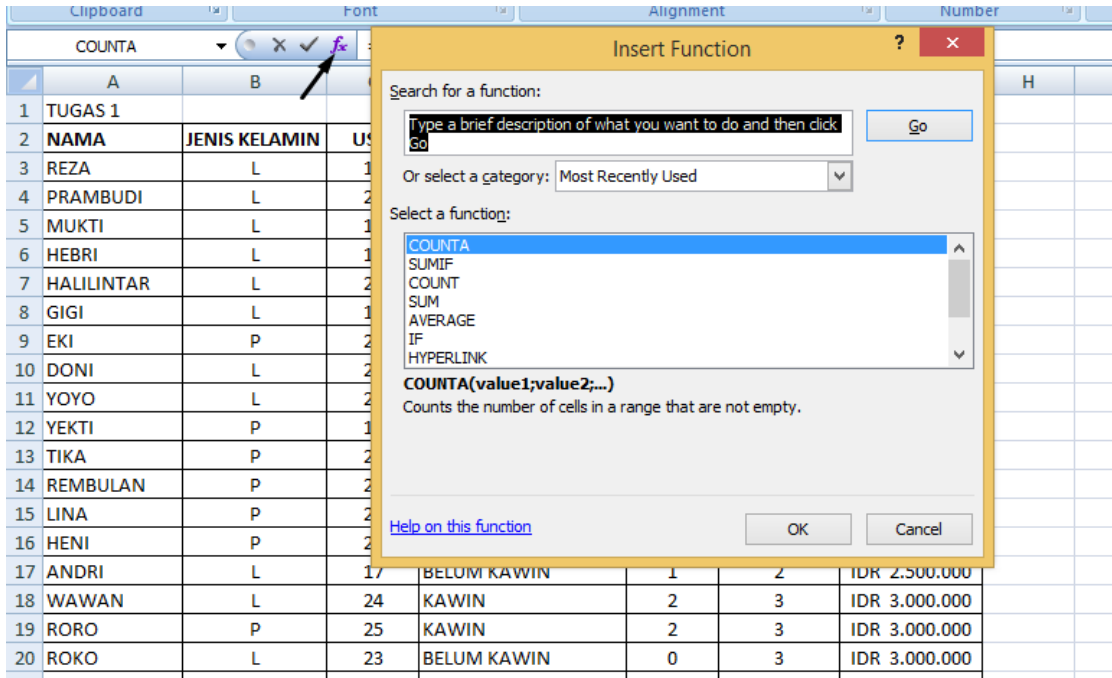 Clipboard Font Alignment Number
COUNTA fx
Insert Function ?
Search for a function:
Type a brief description of what you want to do and then click
Go
Go
Or select a category: Most Recently Used
Select a function:
COUNTA
SUMIF
COUNT
SUM
AVERAGE
IF
HYPERLINK
COUNTA(value1;value2;...)
Counts the number of cells in a range that are not empty.
Help on this function
OK Cancel
A B H
1 TUGAS 1
2 NAMA JENIS KELAMIN
3 REZA L
4 PRAMBUDI L
5 MUKTI L
6 HEBRI L
7 HALILINTAR L
8 GIGI L
9 EKI P
10 DONI L
11 YOYO L
12 YEKTI P
13 TIKA P
14 REMBULAN P
15 LINA P
16 HENI P
17 ANDRI L 17 BELUM KAWIN 1 2 IDR 2.500.000
18 WAWAN L 24 KAWIN 2 3 IDR 3.000.000
19 RORO P 25 KAWIN 2 3 IDR 3.000.000
20 ROKO L 23 BELUM KAWIN 0 3 IDR 3.000.000